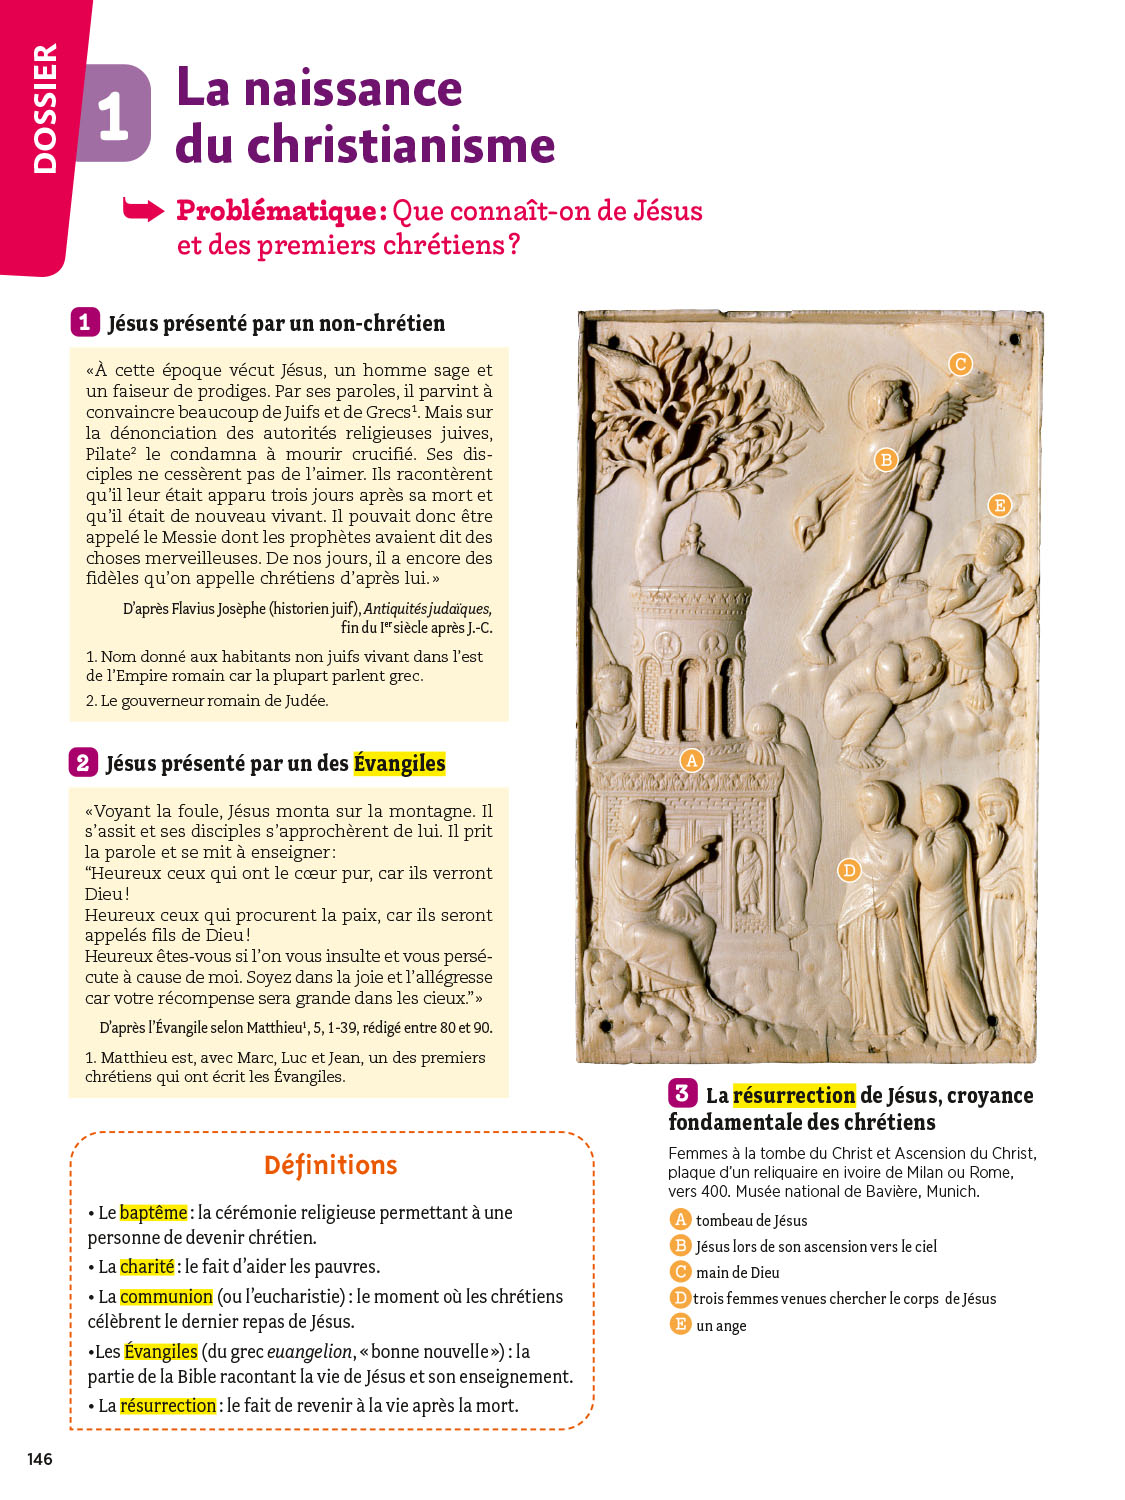 DOSSIER
1
La naissance
du christianisme
Problématique : Que connaît-on de Jésus
et des premiers chrétiens ?
1 Jésus présenté par un non-chrétien
«À cette époque vécut Jésus, un homme sage et
un faiseur de prodiges. Par ses paroles, il parvint à
convaincre beaucoup de Juifs et de Grecs¹. Mais sur
la dénonciation des autorités religieuses juives,
Pilate² le condamna à mourir crucifié. Ses dis-
ciples ne cessèrent pas de l'aimer. Ils racontèrent
qu'il leur était apparu trois jours après sa mort et
qu'il était de nouveau vivant. Il pouvait donc être
appelé le Messie dont les prophètes avaient dit des
choses merveilleuses. De nos jours, il a encore des
fidèles qu'on appelle chrétiens d'après lui.»
D'après Flavius Josèphe (historien juif), Antiquités judaïques,
fin du Ier siècle après J.-C.
1. Nom donné aux habitants non juifs vivant dans l'est
de l'Empire romain car la plupart parlent grec.
2. Le gouverneur romain de Judée.
2 Jésus présenté par un des Évangiles
«Voyant la foule, Jésus monta sur la montagne. Il
s'assit et ses disciples s'approchèrent de lui. Il prit
la parole et se mit à enseigner :
“Heureux ceux qui ont le cœur pur, car ils verront
Dieu !
Heureux ceux qui procurent la paix, car ils seront
appelés fils de Dieu !
Heureux êtes-vous si l'on vous insulte et vous persé-
cute à cause de moi. Soyez dans la joie et l'allégresse
car votre récompense sera grande dans les cieux.”»
D'après l'Évangile selon Matthieu¹, 5, 1-39, rédigé entre 80 et 90.
1. Matthieu est, avec Marc, Luc et Jean, un des premiers
chrétiens qui ont écrit les Évangiles.
C
B
E
A
D
3 La résurrection de Jésus, croyance
fondamentale des chrétiens
Femmes à la tombe du Christ et Ascension du Christ,
plaque d'un reliquaire en ivoire de Milan ou Rome,
vers 400. Musée national de Bavière, Munich.
A tombeau de Jésus
B Jésus lors de son ascension vers le ciel
C main de Dieu
D trois femmes venues chercher le corps de Jésus
E un ange
Définitions
• Le baptême : la cérémonie religieuse permettant à une
personne de devenir chrétien.
• La charité : le fait d'aider les pauvres.
• La communion (ou l'eucharistie) : le moment où les chrétiens
célèbrent le dernier repas de Jésus.
•Les Évangiles (du grec euangelion, « bonne nouvelle ») : la
partie de la Bible racontant la vie de Jésus et son enseignement.
• La résurrection : le fait de revenir à la vie après la mort.
146